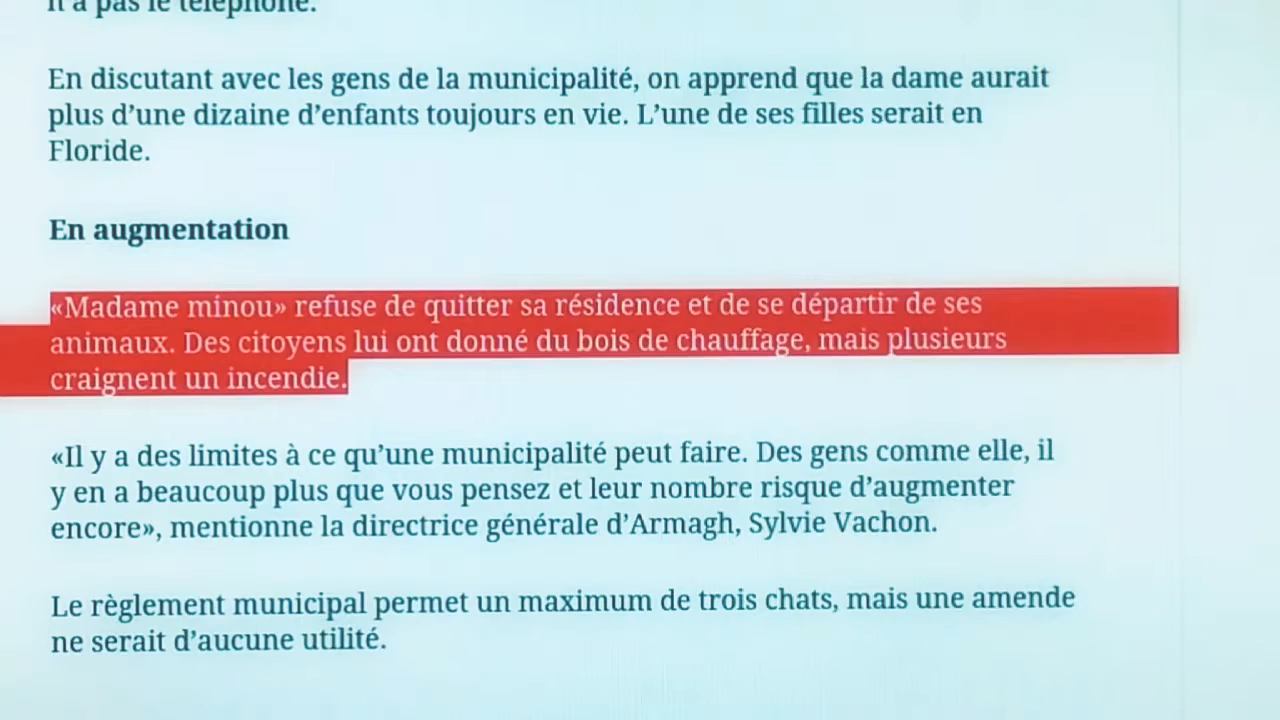 n'a pas le téléphone.
En discutant avec les gens de la municipalité, on apprend que la dame aurait
plus d’une dizaine d’enfants toujours en vie. L’une de ses filles serait en
Floride.
En augmentation
«Madame minou» refuse de quitter sa résidence et de se départir de ses
animaux. Des citoyens lui ont donné du bois de chauffage, mais plusieurs
craignent un incendie.
«Il y a des limites à ce qu’une municipalité peut faire. Des gens comme elle, il
y en a beaucoup plus que vous pensez et leur nombre risque d’augmenter
encore», mentionne la directrice générale d’Armagh, Sylvie Vachon.
Le règlement municipal permet un maximum de trois chats, mais une amende
ne serait d’aucune utilité.